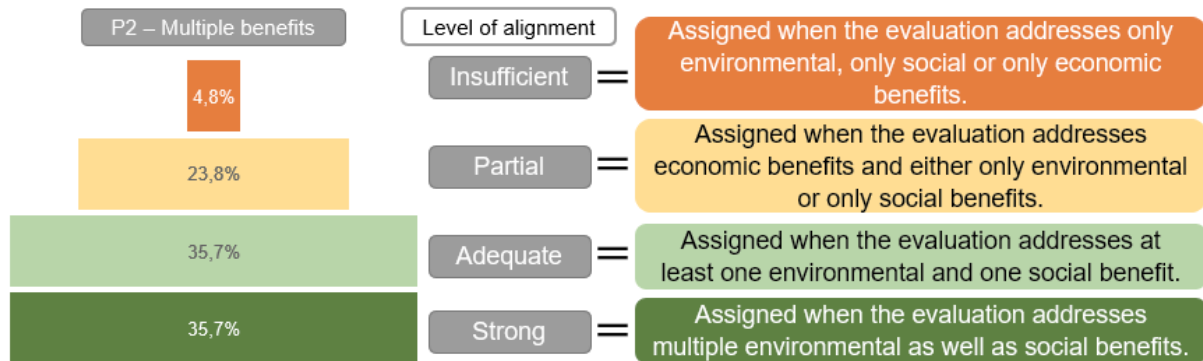 P2 – Multiple benefits
Level of alignment
4,8%
Insufficient
=
Assigned when the evaluation addresses only
environmental, only social or only economic
benefits.
23,8%
Partial
=
Assigned when the evaluation addresses
economic benefits and either only environmental
or only social benefits.
35,7%
Adequate
=
Assigned when the evaluation addresses at
least one environmental and one social benefit.
35,7%
Strong
=
Assigned when the evaluation addresses
multiple environmental as well as social benefits.